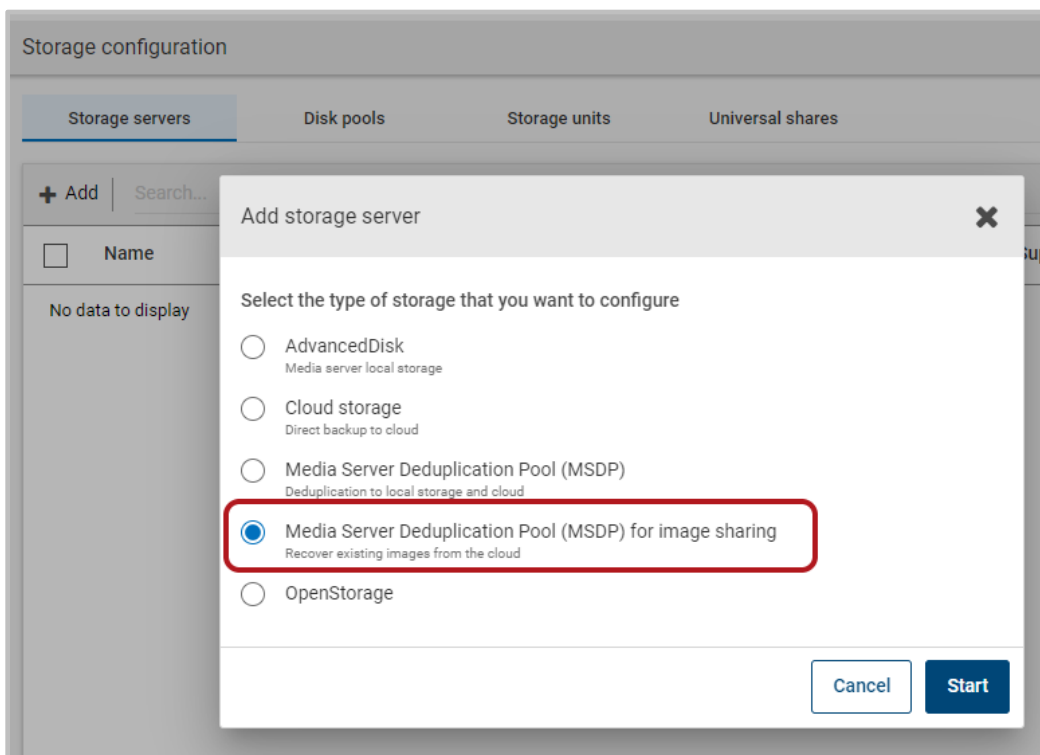 Storage configuration
Storage servers Disk pools Storage units Universal shares
Add Search...
Name
No data to display
Add storage server
Select the type of storage that you want to configure
AdvancedDisk
Media server local storage
Cloud storage
Direct backup to cloud
Media Server Deduplication Pool (MSDP)
Deduplication to local storage and cloud
Media Server Deduplication Pool (MSDP) for image sharing
Recover existing images from the cloud
OpenStorage
Cancel Start